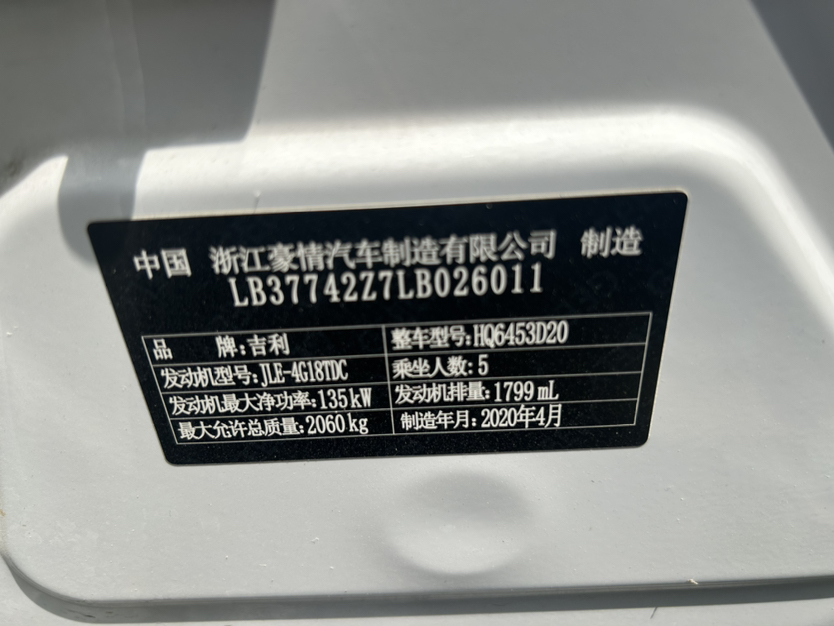 中国 浙江豪情汽车制造有限公司 制造
LB37742Z7LB026011
品 牌:吉利 整车型号:HQ6453D20
发动机型号:JLE-4G18TDC 乘坐人数:5
发动机最大净功率:135kW 发动机排量:1799mL
最大允许总质量:2060kg 制造年月:2020年4月